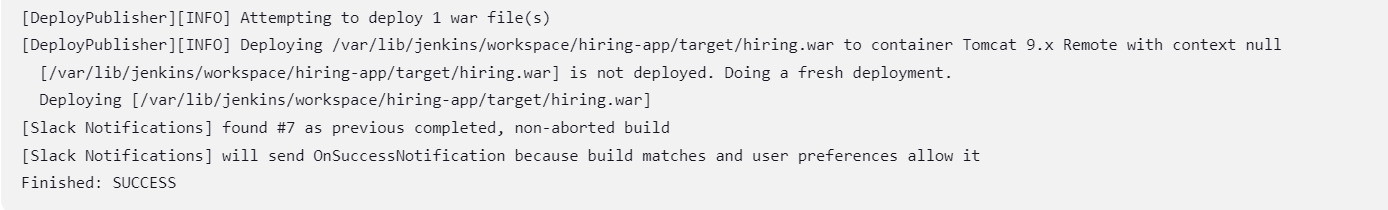 [DeployPublisher][INFO] Attempting to deploy 1 war file(s)
[DeployPublisher][INFO] Deploying /var/lib/jenkins/workspace/hiring-app/target/hiring.war to container Tomcat 9.x Remote with context null
[/var/lib/jenkins/workspace/hiring-app/target/hiring.war] is not deployed. Doing a fresh deployment.
Deploying [/var/lib/jenkins/workspace/hiring-app/target/hiring.war]
[Slack Notifications] found #7 as previous completed, non-aborted build
[Slack Notifications] will send OnSuccessNotification because build matches and user preferences allow it
Finished: SUCCESS